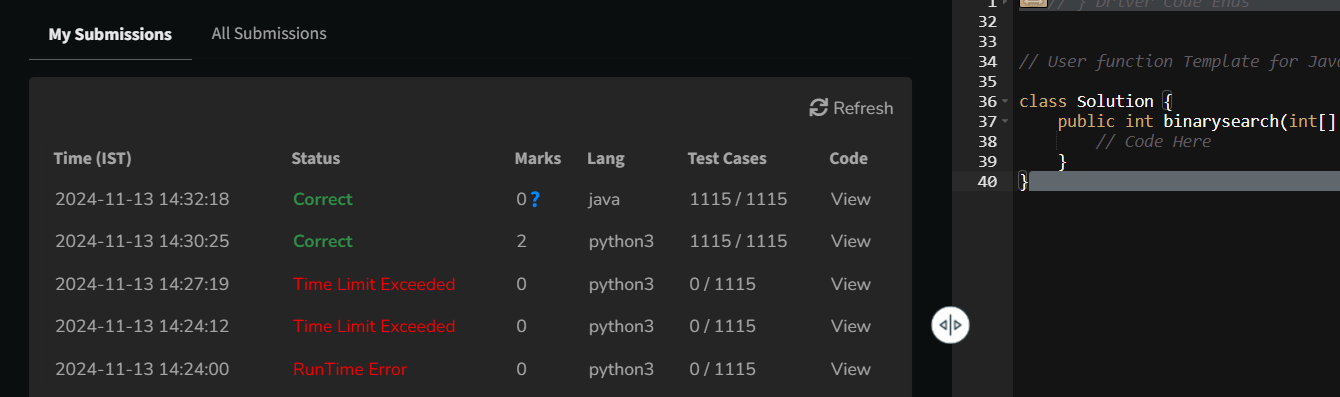 My Submissions All Submissions
Refresh
Time (IST) Status Marks Lang Test Cases Code
2024-11-13 14:32:18 Correct 0 ? java 1115 / 1115 View
2024-11-13 14:30:25 Correct 2 python3 1115 / 1115 View
2024-11-13 14:27:19 Time Limit Exceeded 0 python3 0 / 1115 View
2024-11-13 14:24:12 Time Limit Exceeded 0 python3 0 / 1115 View
2024-11-13 14:24:00 RunTime Error 0 python3 0 / 1115 View
1 // } Driver Code Ends
32
33
34 // User function Template for Jav
35
36 class Solution {
37 public int binarysearch(int[]
38 // Code Here
39 }
40 }